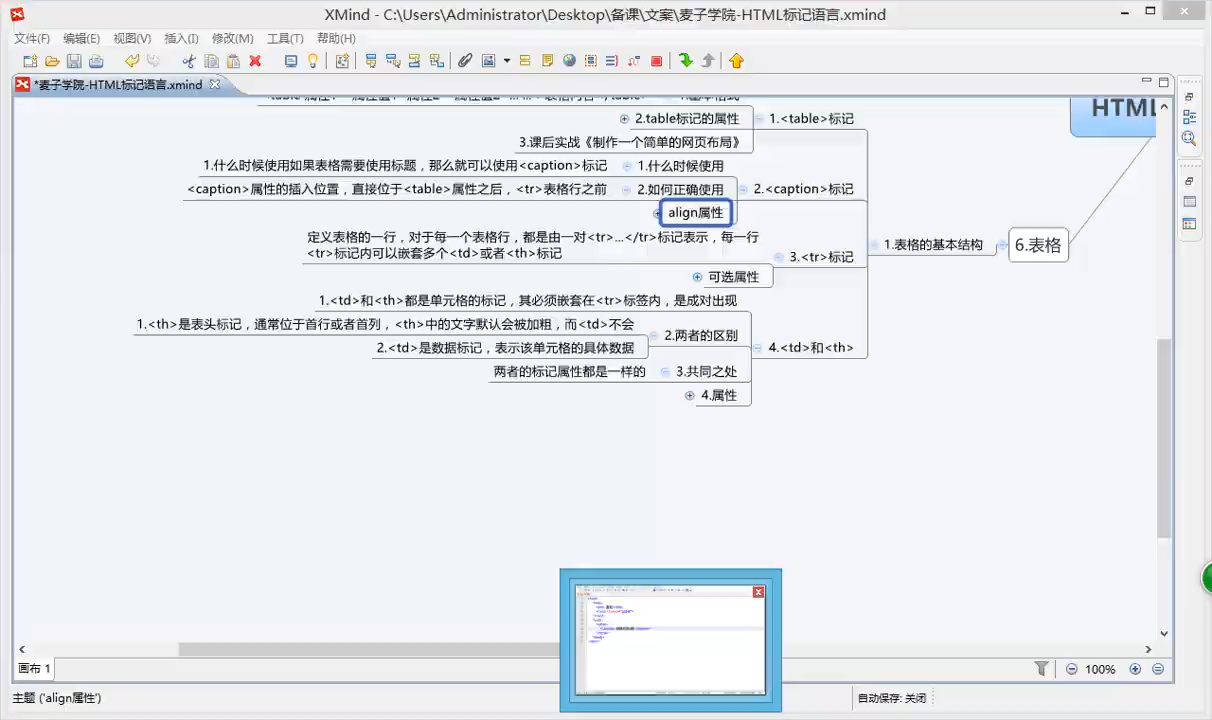 XMind - C:\Users\Administrator\Desktop\备课\文案\麦子学院-HTML标记语言.xmind
文件(F) 编辑(E) 视图(V) 插入(I) 修改(M) 工具(T) 帮助(H)
*麦子学院-HTML标记语言.xmind
HTML
2.table标记的属性
1.<table>标记
3.课后实战《制作一个简单的网页布局》
1.什么时候使用如果表格需要使用标题，那么就可以使用<caption>标记
1.什么时候使用
<caption>属性的插入位置，直接位于<table>属性之后，<tr>表格行之前
2.如何正确使用
2.<caption>标记
align属性
定义表格的一行，对于每一个表格行，都是由一对<tr>...</tr>标记表示，每一行
<tr>标记内可以嵌套多个<td>或者<th>标记
3.<tr>标记
1.表格的基本结构
6.表格
可选属性
1.<td>和<th>都是单元格的标记，其必须嵌套在<tr>标签内，是成对出现
1.<th>是表头标记，通常位于首行或者首列，<th>中的文字默认会被加粗，而<td>不会
2.两者的区别
2.<td>是数据标记，表示该单元格的具体数据
4.<td>和<th>
两者的标记属性都是一样的
3.共同之处
4.属性
画布 1
100%
主题 ('align属性')
自动保存: 关闭